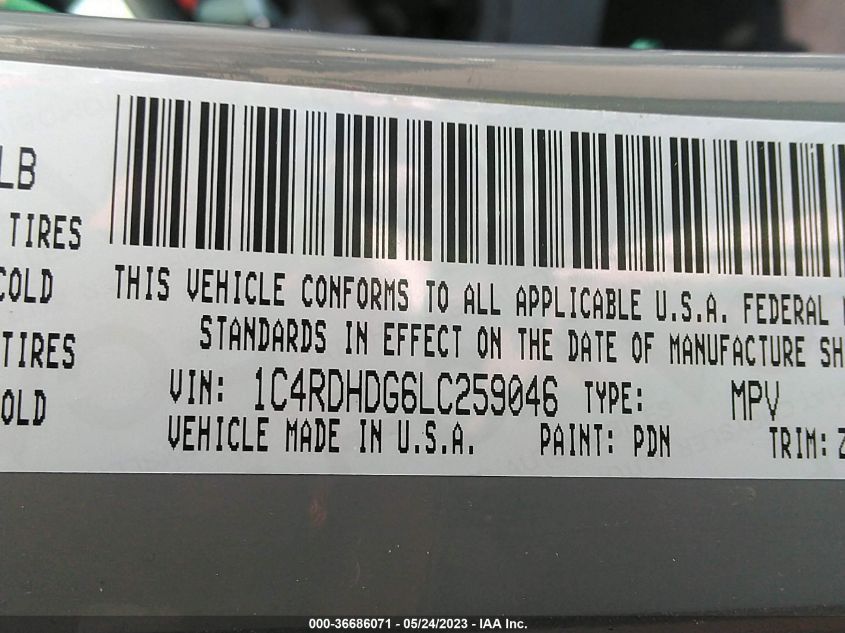 LB
TIRES
COLD
THIS VEHICLE CONFORMS TO ALL APPLICABLE U.S.A. FEDERAL
STANDARDS IN EFFECT ON THE DATE OF MANUFACTURE SH
TIRES
VIN: 1C4RDHDG6LC259046 TYPE: MPV
OLD
VEHICLE MADE IN U.S.A. PAINT: PDN TRIM:
000-36686071 - 05/24/2023 - IAA Inc.